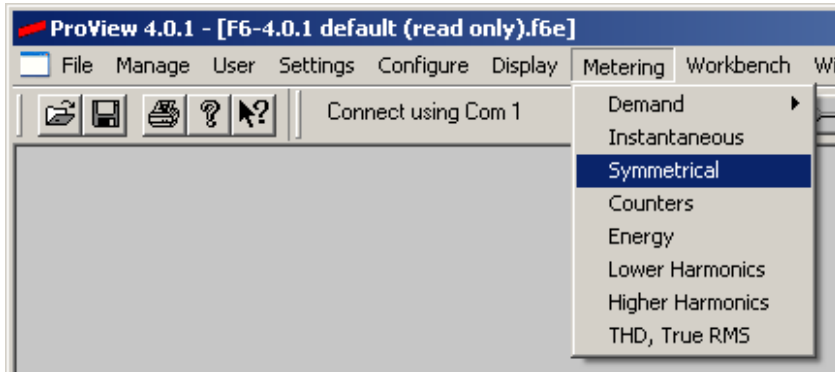 ProView 4.0.1 - [F6-4.0.1 default (read only).f6e]
File Manage User Settings Configure Display Metering Workbench
Connect using Com 1
Demand
Instantaneous
Symmetrical
Counters
Energy
Lower Harmonics
Higher Harmonics
THD, True RMS